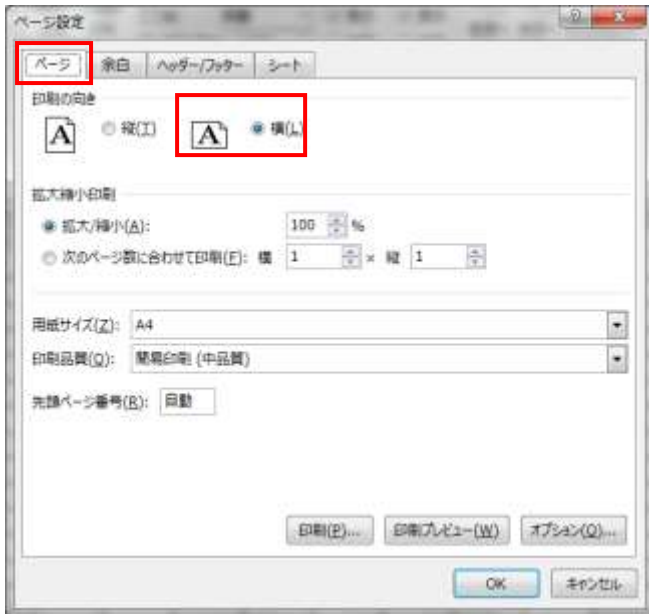 ページ設定
ページ 余白 ヘッダー/フッター シート
印刷の向き
A 縦(T) A 横(L)
拡大縮小印刷
拡大/縮小(A): 100 %
次のページ数に合わせて印刷(F): 横 1 × 縦 1
用紙サイズ(Z): A4
印刷品質(Q): 簡易印刷 (中品質)
先頭ページ番号(R): 自動
印刷(P)... 印刷プレビュー(W) オプション(O)...
OK キャンセル